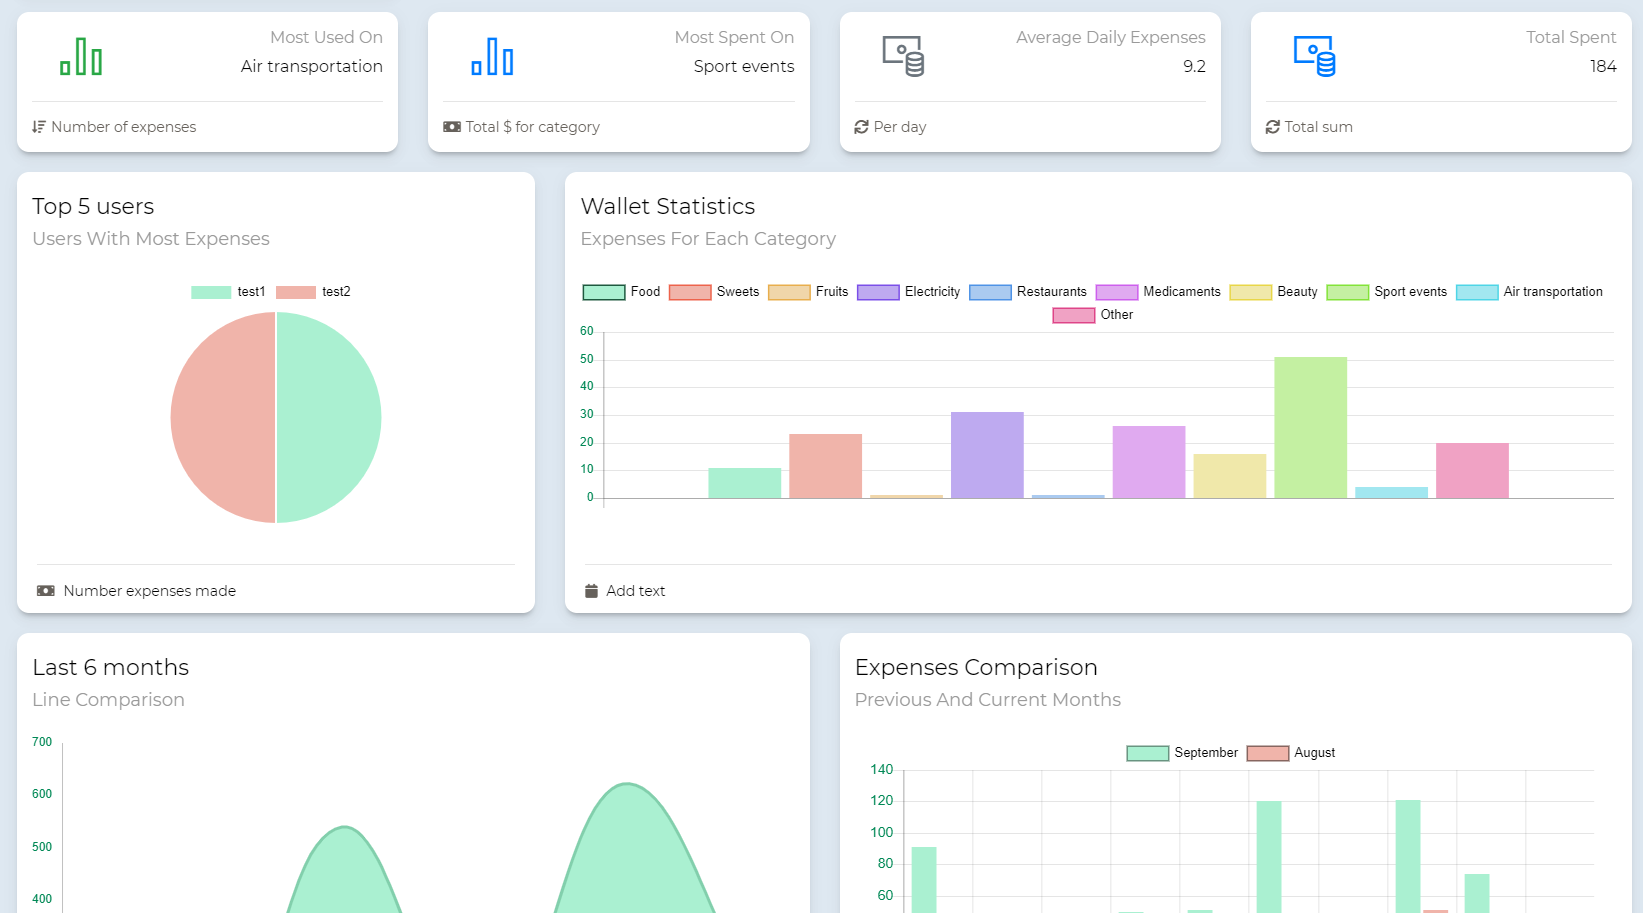 Most Used On
Air transportation
Number of expenses
Most Spent On
Sport events
Total $ for category
Average Daily Expenses
9.2
Per day
Total Spent
184
Total sum
Top 5 users
Users With Most Expenses
test1 test2
Number expenses made
Wallet Statistics
Expenses For Each Category
Food Sweets Fruits Electricity Restaurants Medicaments Beauty Sport events Air transportation
Other
60
50
40
30
20
10
0
Add text
Last 6 months
Line Comparison
700
600
500
400
Expenses Comparison
Previous And Current Months
September August
140
120
100
80
60